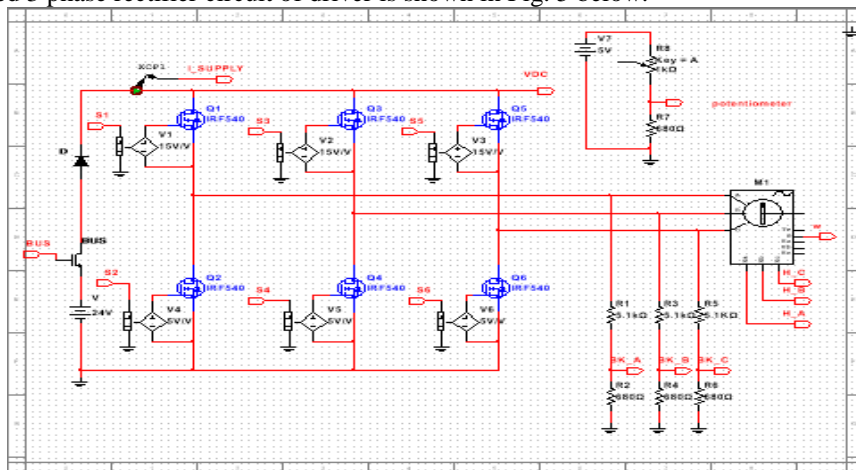 ed 3-phase rectifier circuit of driver is shown in Fig. 3 below.
XCP1
I_SUPPLY
VDC
V7
5V
R8
Key = A
1kΩ
potentiometer
R7
680Ω
S1
Q1
IRF540
V1
15V/V
S3
Q3
IRF540
V2
15V/V
S5
Q5
IRF540
V3
15V/V
D
M1
A
w
BUS
BUS
V
24V
S2
Q2
IRF540
V4
5V/V
S4
Q4
IRF540
V5
5V/V
S6
Q6
IRF540
V6
5V/V
H_C
H_B
H_A
R1
5.1kΩ
R3
5.1kΩ
R5
5.1KΩ
BK_A
BK_B
BK_C
R2
680Ω
R4
680Ω
R6
680Ω